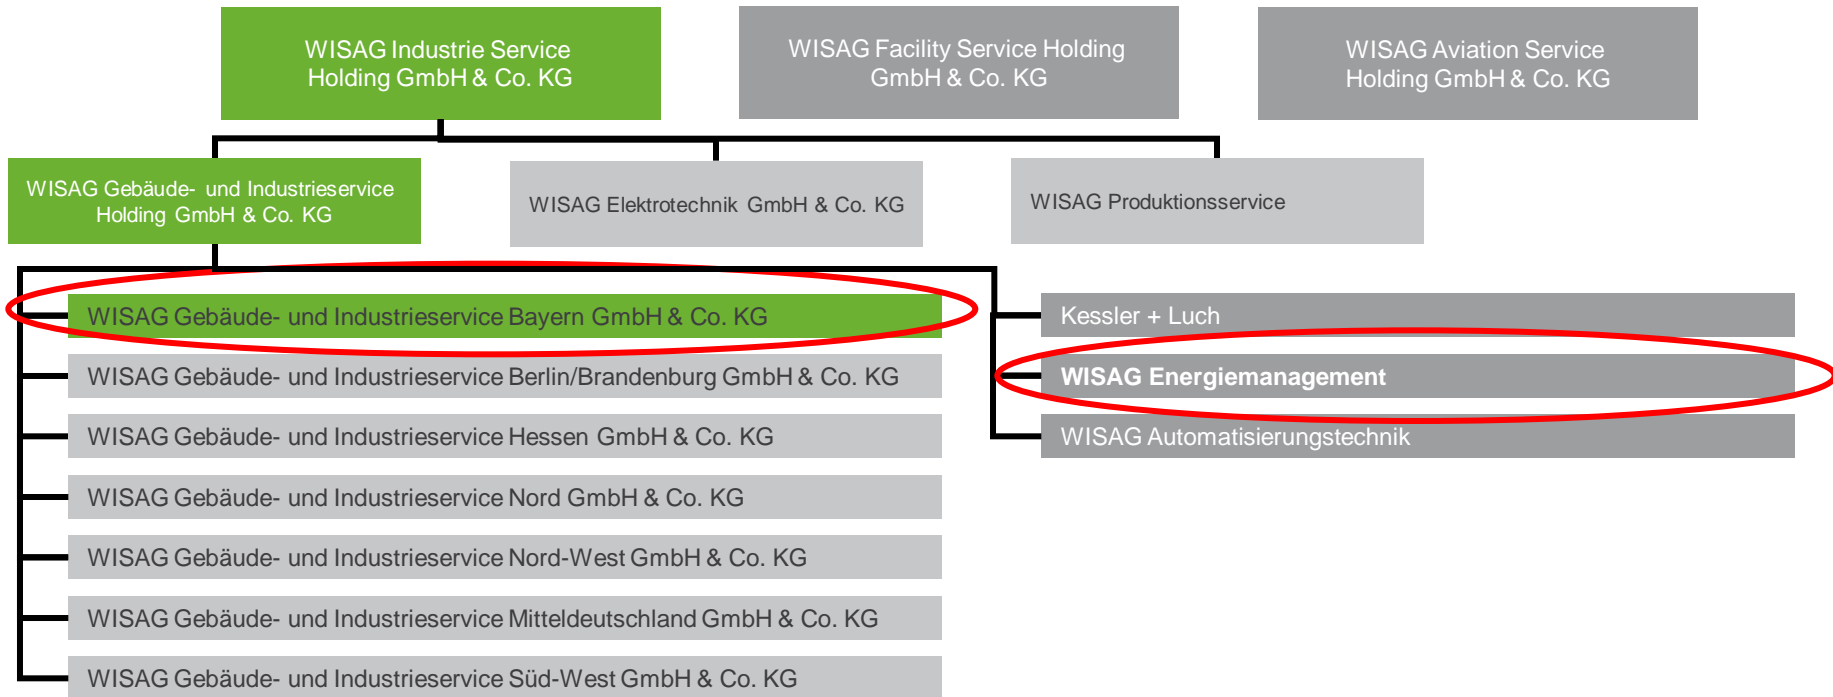 WISAG Industrie Service
Holding GmbH & Co. KG
WISAG Facility Service Holding
GmbH & Co. KG
WISAG Aviation Service
Holding GmbH & Co. KG
WISAG Gebäude- und Industrieservice
Holding GmbH & Co. KG
WISAG Elektrotechnik GmbH & Co. KG
WISAG Produktionsservice
WISAG Gebäude- und Industrieservice Bayern GmbH & Co. KG
WISAG Gebäude- und Industrieservice Berlin/Brandenburg GmbH & Co. KG
WISAG Gebäude- und Industrieservice Hessen GmbH & Co. KG
WISAG Gebäude- und Industrieservice Nord GmbH & Co. KG
WISAG Gebäude- und Industrieservice Nord-West GmbH & Co. KG
WISAG Gebäude- und Industrieservice Mitteldeutschland GmbH & Co. KG
WISAG Gebäude- und Industrieservice Süd-West GmbH & Co. KG
Kessler + Luch
WISAG Energiemanagement
WISAG Automatisierungstechnik